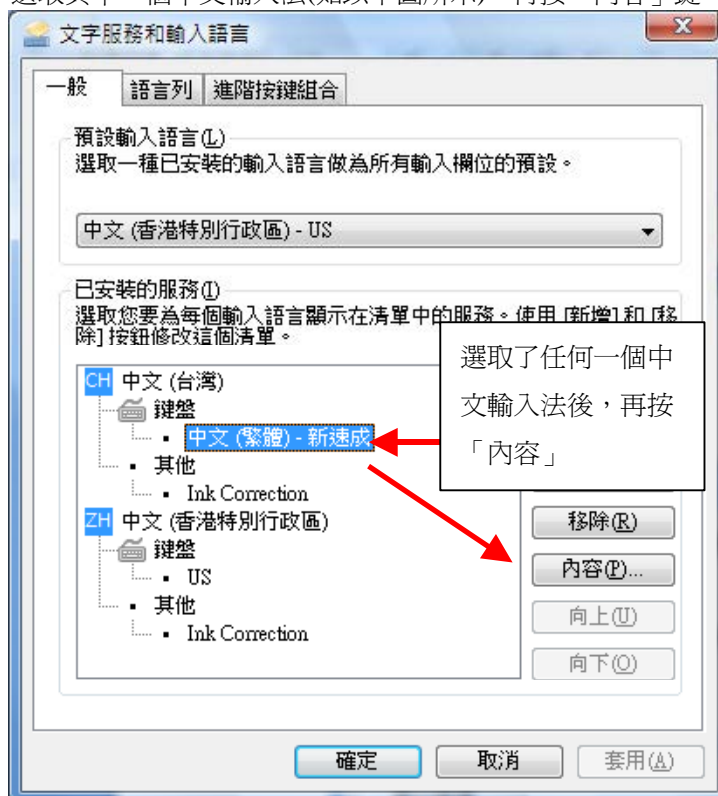 文字服務和輸入語言
一般
語言列
進階按鍵組合
預設輸入語言(L)
選取一種已安裝的輸入語言做為所有輸入欄位的預設。
中文 (香港特別行政區) - US
已安裝的服務(I)
選取您要為每個輸入語言顯示在清單中的服務。使用 [新增] 和 [移
除] 按鈕修改這個清單。
選取了任何一個中
文輸入法後，再按
「內容」
CH 中文 (台灣)
鍵盤
中文 (繁體) - 新速成
其他
Ink Correction
ZH 中文 (香港特別行政區)
鍵盤
US
其他
Ink Correction
移除(R)
內容(P)...
向上(U)
向下(O)
確定
取消
套用(A)